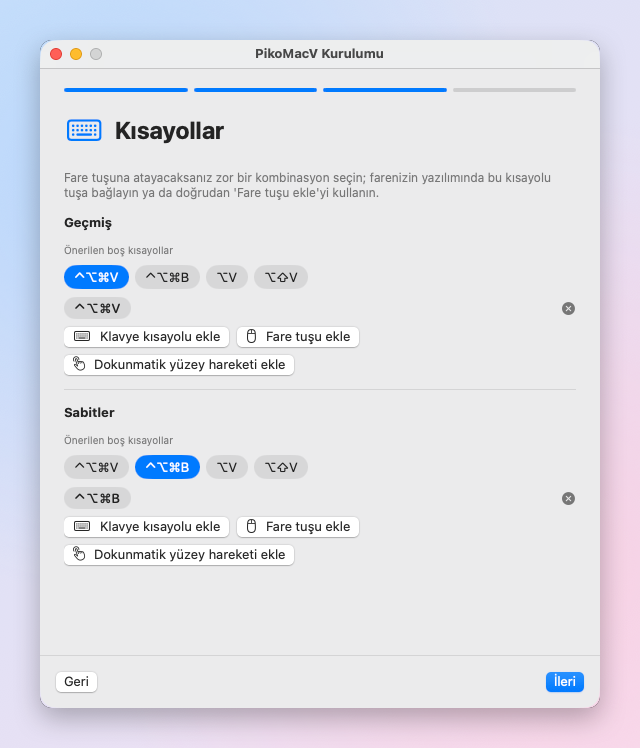 PikoMacV Kurulumu
Kısayollar
Fare tuşuna atayacaksanız zor bir kombinasyon seçin; farenizin yazılımında bu kısayolu
tuşa bağlayın ya da doğrudan 'Fare tuşu ekle'yi kullanın.
Geçmiş
Önerilen boş kısayollar
⌃⌥⌘V ⌃⌥⌘B ⌥V ⌥⇧V
⌃⌥⌘V
Klavye kısayolu ekle Fare tuşu ekle
Dokunmatik yüzey hareketi ekle
Sabitler
Önerilen boş kısayollar
⌃⌥⌘V ⌃⌥⌘B ⌥V ⌥⇧V
⌃⌥⌘B
Klavye kısayolu ekle Fare tuşu ekle
Dokunmatik yüzey hareketi ekle
Geri İleri